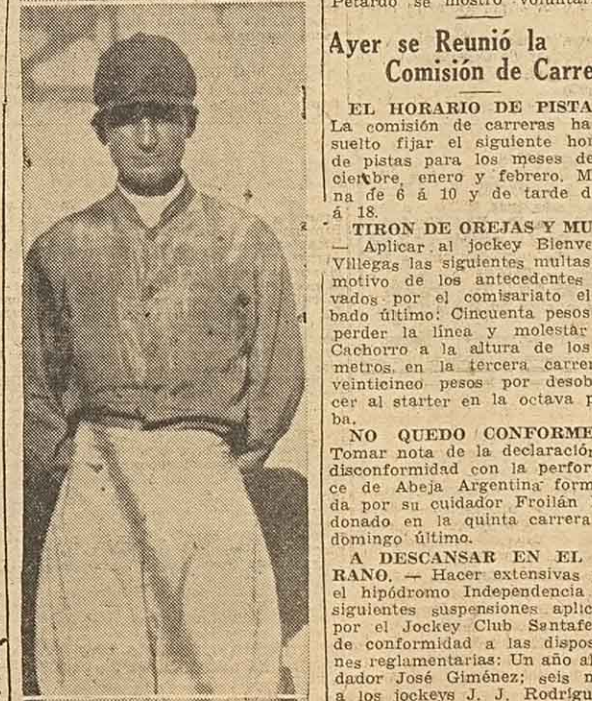 Petardo se mostró voluntar
Ayer se Reunió la
Comisión de Carre
EL HORARIO DE PISTA
La comisión de carreras ha
suelto fijar el siguiente hor
de pistas para los meses de
ciembre, enero y febrero. M
na de 6 á 10 y de tarde d
á 18.
TIRON DE OREJAS Y MU
— Aplicar al jockey Bienve
Villegas las siguientes multas
motivo de los antecedentes
vados por el comisariato el
bado último: Cincuenta pesos
perder la línea y molestar
Cachorro a la altura de los
metros, en la tercera carrer
veinticinco pesos por desob
cer al starter en la octava p
ba.
NO QUEDO CONFORME
Tomar nota de la declaración
disconformidad con la perfor
ce de Abeja Argentina form
da por su cuidador Froilán
donado en la quinta carrera
domingo último.
A DESCANSAR EN EL
RANO. — Hacer extensivas
el hipódromo Independencia
siguientes suspensiones aplic
por el Jockey Club Santafe
de conformidad a las dispos
nes reglamentarias: Un año al
dador José Giménez; seis m
a los jockeys J. J. Rodrígu